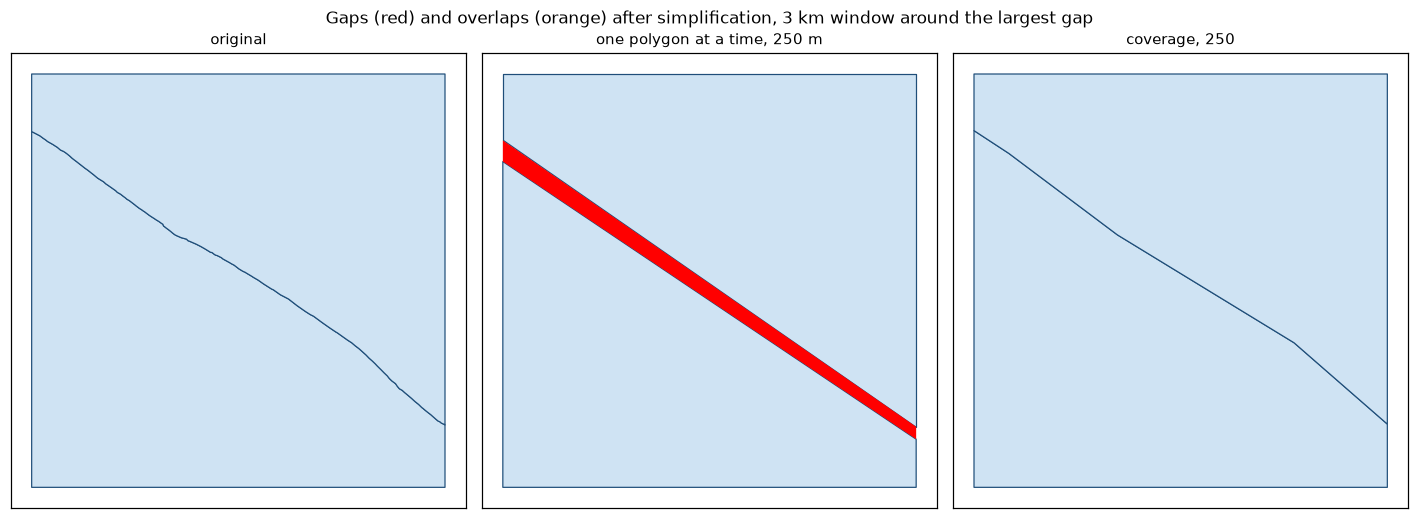 Gaps (red) and overlaps (orange) after simplification, 3 km window around the largest gap
original
one polygon at a time, 250 m
coverage, 250